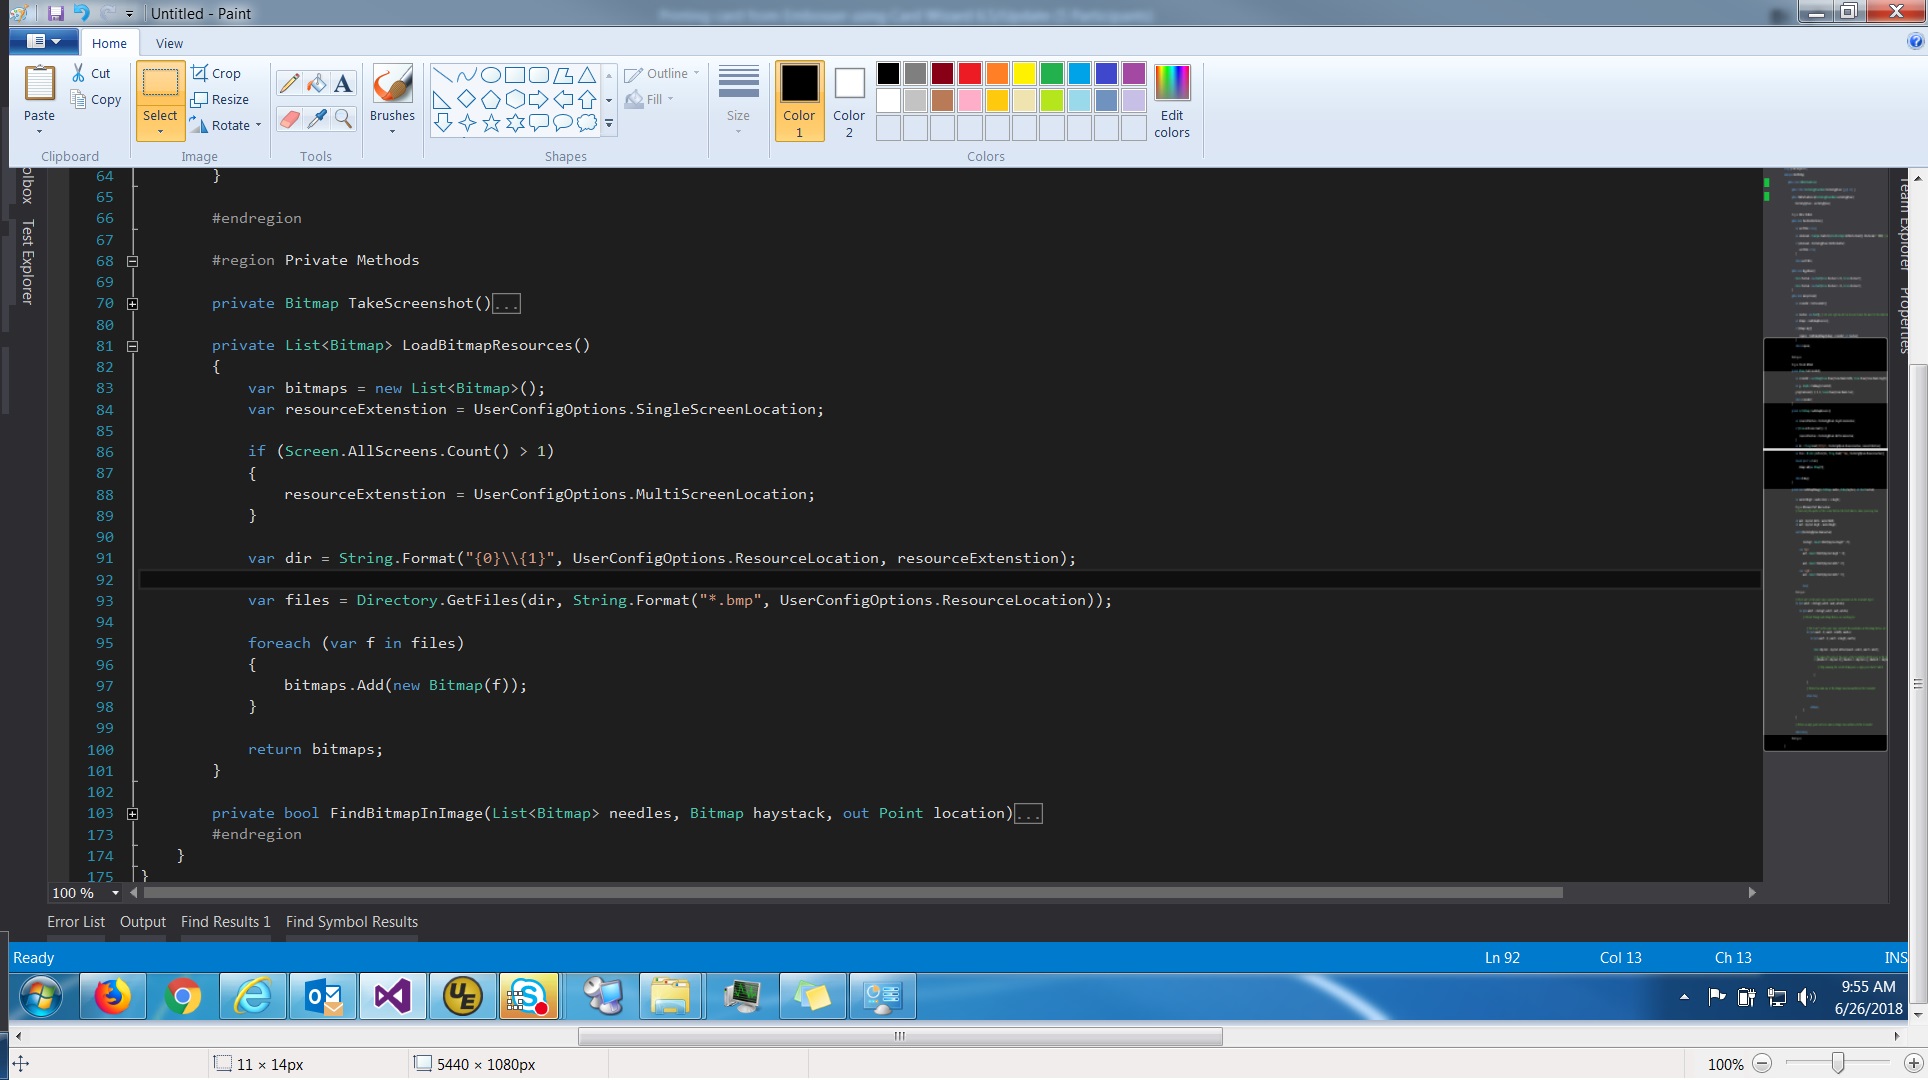 Untitled - Paint
Home View
Paste
Cut
Copy
Clipboard
Select
Crop
Resize
Rotate
Image
A
Tools
Brushes
Shapes
Outline
Fill
Size
Color 1
Color 2
Edit colors
Colors
olbox
Test Explorer
Team Explorer
Properties
64 }
65
66 #endregion
67
68 #region Private Methods
69
70 private Bitmap TakeScreenshot()...
80
81 private List<Bitmap> LoadBitmapResources()
82 {
83 var bitmaps = new List<Bitmap>();
84 var resourceExtenstion = UserConfigOptions.SingleScreenLocation;
85
86 if (Screen.AllScreens.Count() > 1)
87 {
88 resourceExtenstion = UserConfigOptions.MultiScreenLocation;
89 }
90
91 var dir = String.Format("{0}\\{1}", UserConfigOptions.ResourceLocation, resourceExtenstion);
92
93 var files = Directory.GetFiles(dir, String.Format("*.bmp", UserConfigOptions.ResourceLocation));
94
95 foreach (var f in files)
96 {
97 bitmaps.Add(new Bitmap(f));
98 }
99
100 return bitmaps;
101 }
102
103 private bool FindBitmapInImage(List<Bitmap> needles, Bitmap haystack, out Point location)...
173 #endregion
174 }
175 }
100 %
Error List Output Find Results 1 Find Symbol Results
Ready Ln 92 Col 13 Ch 13 INS
UE
9:55 AM
6/26/2018
11 × 14px 5440 × 1080px 100%